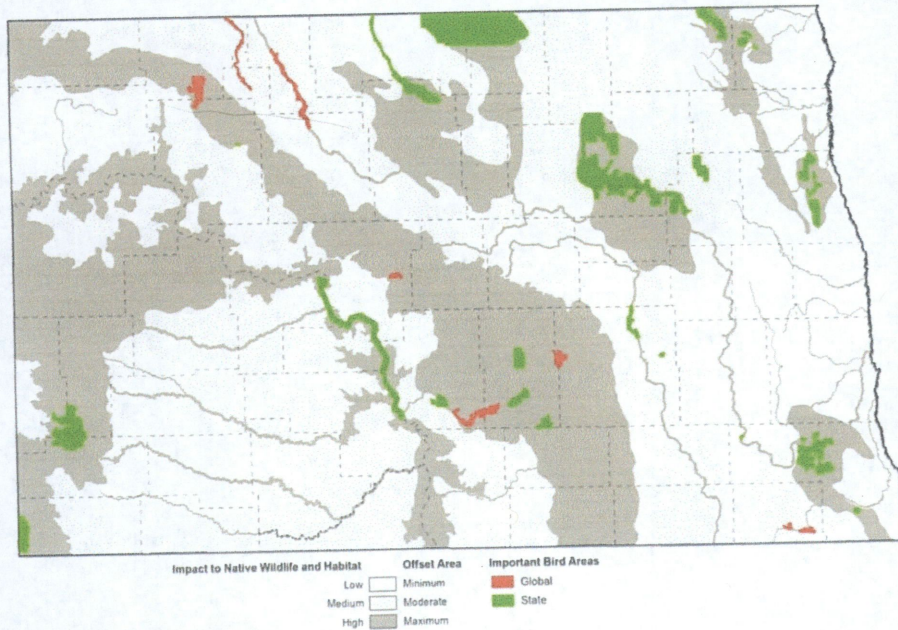 Impact to Native Wildlife and Habitat Offset Area Important Bird Areas
Low Minimum Global
Medium Moderate State
High Maximum